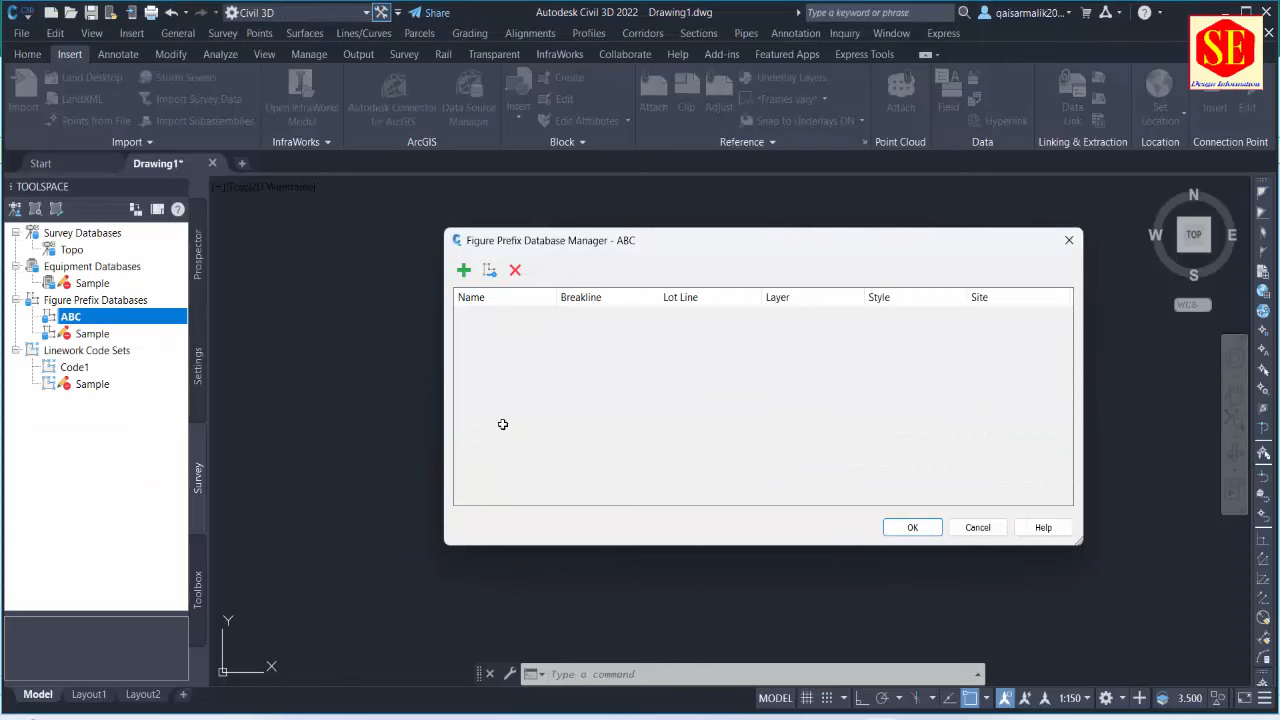 Civil 3D
Share
Autodesk Civil 3D 2022 Drawing1.dwg
Type a keyword or phrase
qaisarmalik20...
File Edit View Insert General Survey Points Surfaces Lines/Curves Parcels Grading Profiles Corridors Sections Pipes Annotation Inquiry Window Express
Home Insert Annotate Modify Analyze View Manage Output Survey Rail InfraWorks Collaborate Help Add-ins Featured Apps Express Tools
SE
Design Information
Import
Land Desktop
LandXML
Points from File
Storm Sewers
Import Survey Data
Import Subassemblies
Open InfraWorks Model
Autodesk Connector for ArcGIS
Data Source Manager
Insert
Create
Edit
Edit Attributes
Attach
Clip
Adjust
Underlay Layers
*Frames vary*
Snap to Underlays ON
Attach
Field
Hyperlink
Data Link
Set Location
Insert
Edit
Import InfraWorks ArcGIS Block Reference Point Cloud Data Linking & Extraction Location Connection Point
Start Drawing1*
TOOLSPACE
[−][Top][2D Wireframe]
Survey Databases
Topo
Equipment Databases
Sample
Figure Prefix Databases
ABC
Sample
Linework Code Sets
Code1
Sample
Prospector
Settings
Survey
Toolbox
Figure Prefix Database Manager - ABC
Name Breakline Lot Line Layer Style Site
OK Cancel Help
N
W TOP E
S
WCS
Y
X
Type a command
Model Layout1 Layout2
MODEL
1:150
3.500